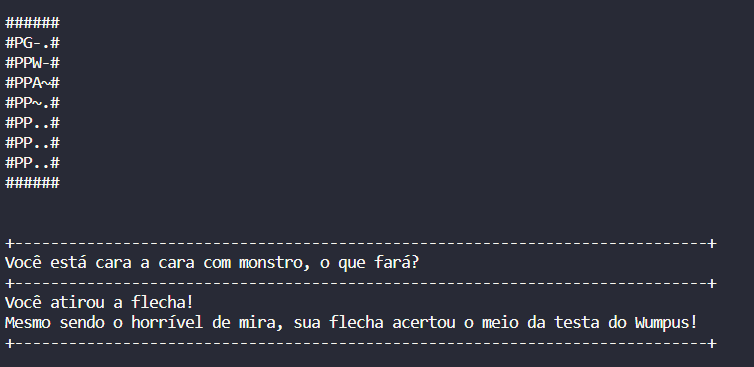 ######
#PG-.#
#PPW-#
#PPA~#
#PP~.#
#PP..#
#PP..#
#PP..#
######
+-----------------------------------------------------------------------------+
Você está cara a cara com monstro, o que fará?
+-----------------------------------------------------------------------------+
Você atirou a flecha!
Mesmo sendo o horrível de mira, sua flecha acertou o meio da testa do Wumpus!
+-----------------------------------------------------------------------------+